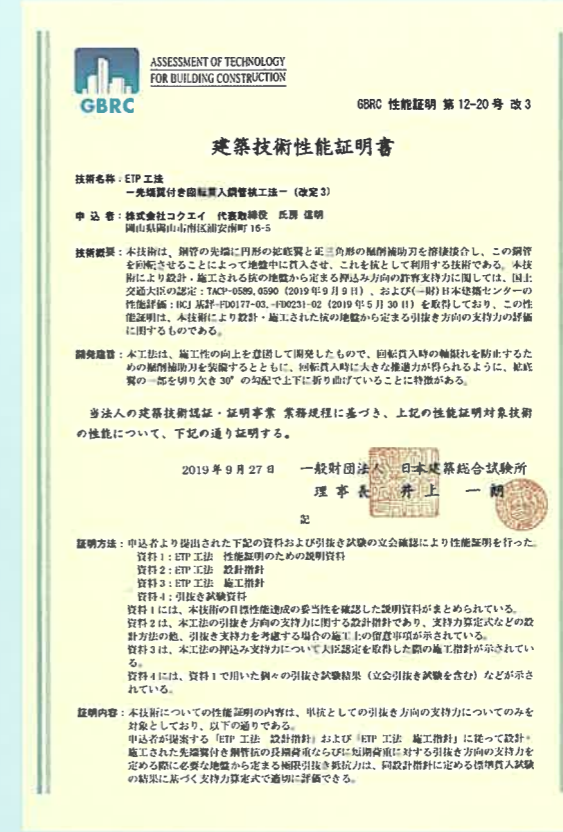 GBRC
ASSESSMENT OF TECHNOLOGY
FOR BUILDING CONSTRUCTION
GBRC 性能証明 第12-20号 改3
建築技術性能証明書
技術名称：ETP工法
－先端翼付き回転貫入鋼管杭工法－（改定3）
申込者：株式会社コクエイ 代表取締役 氏房 信明
岡山県岡山市南区浦安南町16-5
技術概要：本技術は、鋼管の先端に円形の拡底翼と正三角形の掘削補助刃を溶接接合し、この鋼管
を回転させることによって地盤中に貫入させ、これを杭として利用する技術である。本技
術により設計・施工される杭の地盤から定まる押込み方向の許容支持力に関しては、国土
交通大臣の認定：TACP-0589,0590（2019年9月9日）、および(一財)日本建築センターの
性能評価：BCJ 基評-FD0177-03,-FD0231-02（2019年5月30日）を取得しており、この性
能証明は、本技術により設計・施工された杭の地盤から定まる引抜き方向の支持力の評価
に関するものである。
開発趣旨：本工法は、施工性の向上を意図して開発したもので、回転貫入時の軸振れを防止するた
めの掘削補助刃を装備するとともに、回転貫入時に大きな推進力が得られるように、拡底
翼の一部を切り欠き30°の勾配で上下に折り曲げていることに特徴がある。
当法人の建築技術認証・証明事業 業務規程に基づき、上記の性能証明対象技術
の性能について、下記の通り証明する。
2019年9月27日 一般財団法人 日本建築総合試験所
理事長 井上 一朗
記
証明方法：申込者より提出された下記の資料および引抜き試験の立会確認により性能証明を行った。
資料1：ETP工法 性能証明のための説明資料
資料2：ETP工法 設計指針
資料3：ETP工法 施工指針
資料4：引抜き試験資料
資料1には、本技術の目標性能達成の妥当性を確認した説明資料がまとめられている。
資料2は、本工法の引抜き方向の支持力に関する設計指針であり、支持力算定式などの設
計方法の他、引抜き支持力を考慮する場合の施工上の留意事項が示されている。
資料3は、本工法の押込み支持力について大臣認定を取得した際の施工指針が示されてい
る。
資料4には、資料1で用いた個々の引抜き試験結果（立会引抜き試験を含む）などが示さ
れている。
証明内容：本技術についての性能証明の内容は、単杭としての引抜き方向の支持力についてのみを
対象としており、以下の通りである。
申込者が提案する「ETP工法 設計指針」および「ETP工法 施工指針」に従って設計・
施工された先端翼付き鋼管杭の長期荷重ならびに短期荷重に対する引抜き方向の支持力を
定める際に必要な地盤から定まる極限引抜き抵抗力は、同設計指針に定める標準貫入試験
の結果に基づく支持力算定式で適切に評価できる。